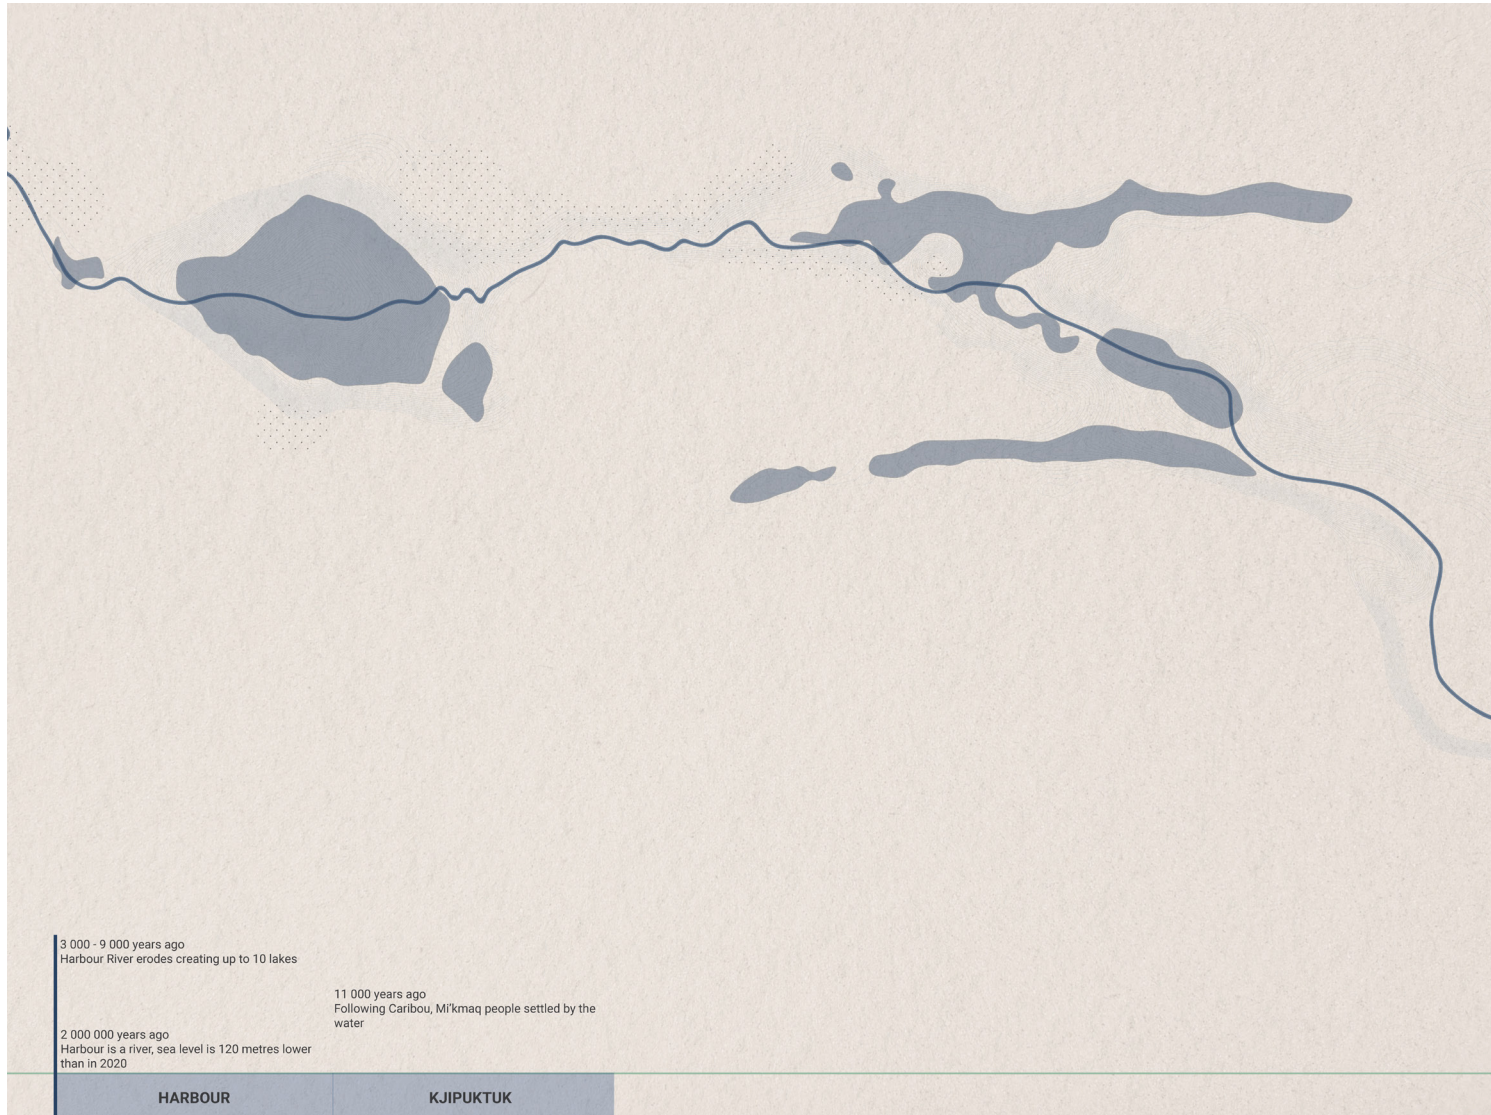 3 000 - 9 000 years ago
Harbour River erodes creating up to 10 lakes
11 000 years ago
Following Caribou, Mi'kmaq people settled by the
water
2 000 000 years ago
Harbour is a river, sea level is 120 metres lower
than in 2020
HARBOUR
KJIPUKTUK